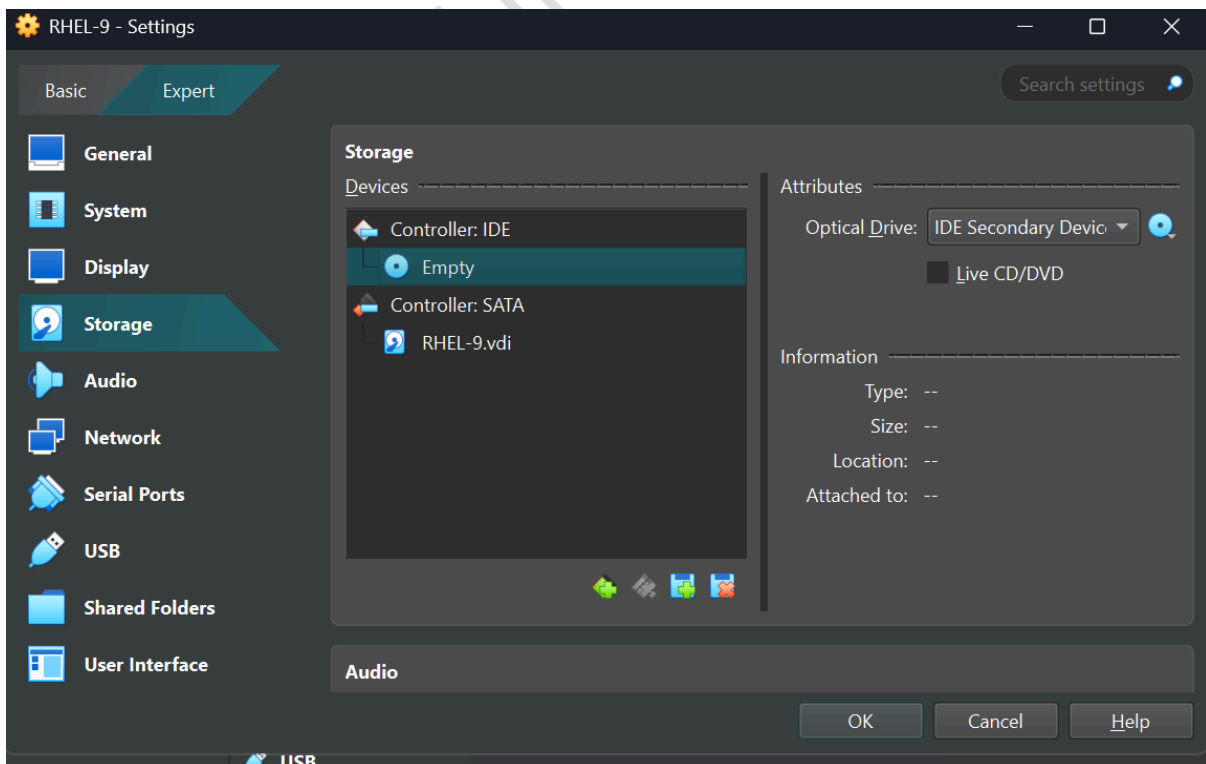 RHEL-9 - Settings
Basic
Expert
Search settings
General
System
Display
Storage
Audio
Network
Serial Ports
USB
Shared Folders
User Interface
Storage
Devices
Controller: IDE
Empty
Controller: SATA
RHEL-9.vdi
Attributes
Optical Drive: IDE Secondary Devic
Live CD/DVD
Information
Type: --
Size: --
Location: --
Attached to: --
Audio
OK
Cancel
Help
USB